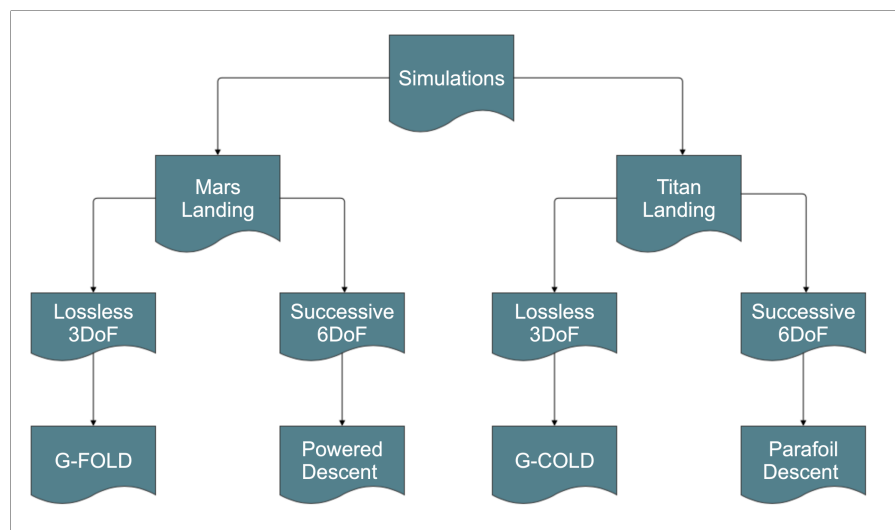 Simulations
Mars
Landing
Titan
Landing
Lossless
3DoF
Successive
6DoF
Lossless
3DoF
Successive
6DoF
G-FOLD
Powered
Descent
G-COLD
Parafoil
Descent